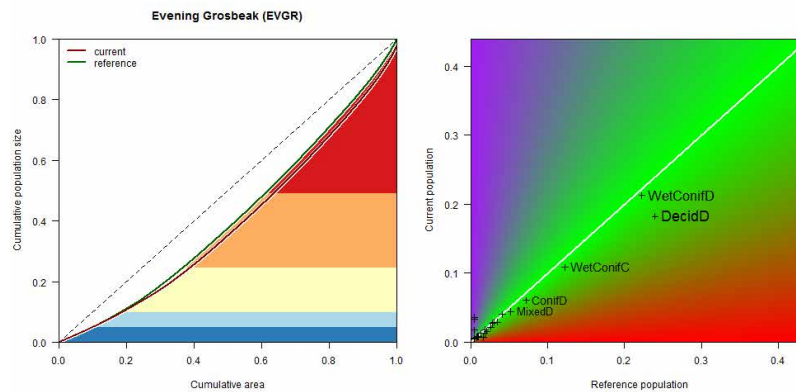 Evening Grosbeak (EVGR)
current
reference
Cumulative population size
1.0
0.8
0.6
0.4
0.2
0.0
0.0 0.2 0.4 0.6 0.8 1.0
Cumulative area
Current population
0.4
0.3
0.2
0.1
0.0
WetConifD
DecidD
WetConifC
ConifD
MixedD
0.0 0.1 0.2 0.3 0.4
Reference population